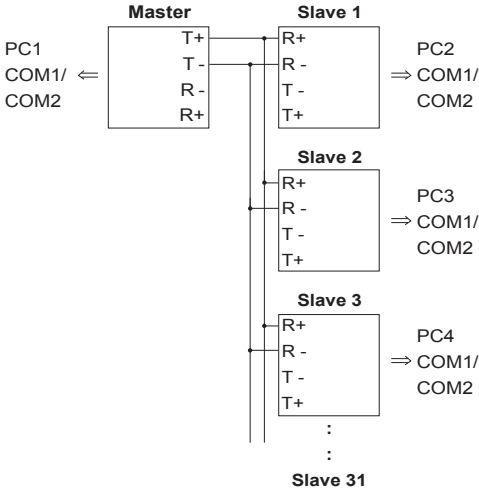 Master
PC1
COM1/
COM2
⇐
T+
T -
R -
R+
Slave 1
R+
R -
T -
T+
⇒
PC2
COM1/
COM2
Slave 2
R+
R -
T -
T+
⇒
PC3
COM1/
COM2
Slave 3
R+
R -
T -
T+
⇒
PC4
COM1/
COM2
:
:
Slave 31